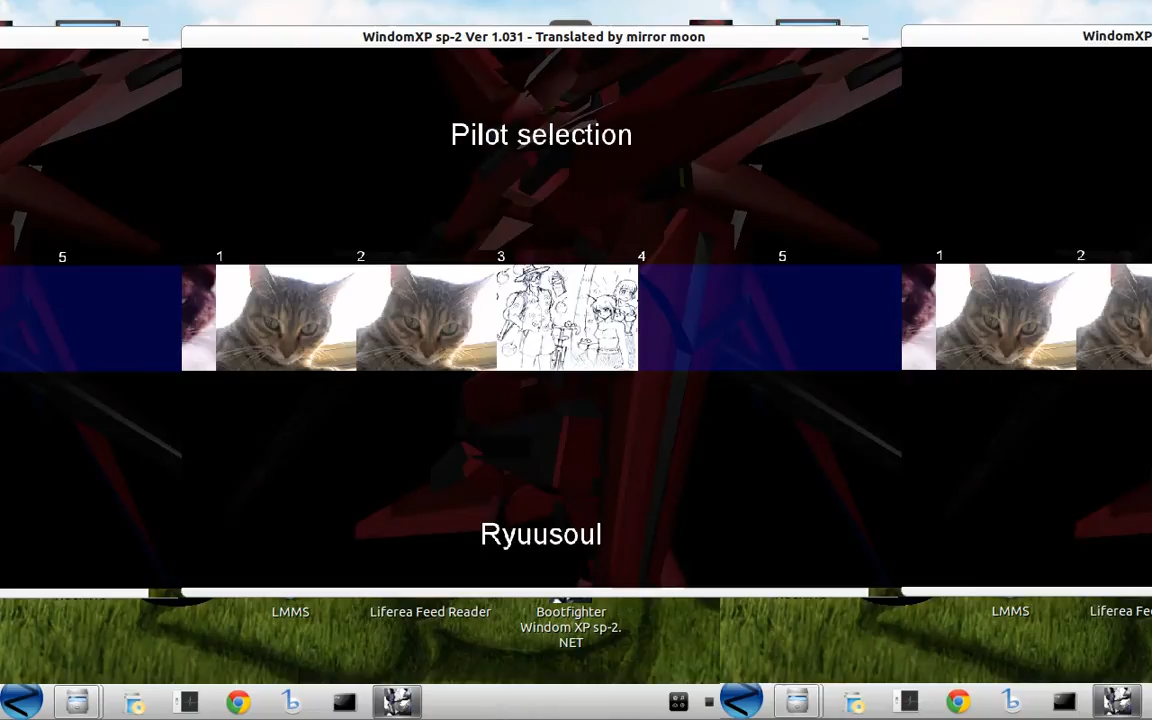 WindomXP sp-2 Ver 1.031 - Translated by mirror moon
WindomXP
Pilot selection
5 1 2 3 4 5 1 2
Ryuusoul
LMMS
Liferea Feed Reader
Bootfighter
Windom XP sp-2.
NET
LMMS
Liferea Fe